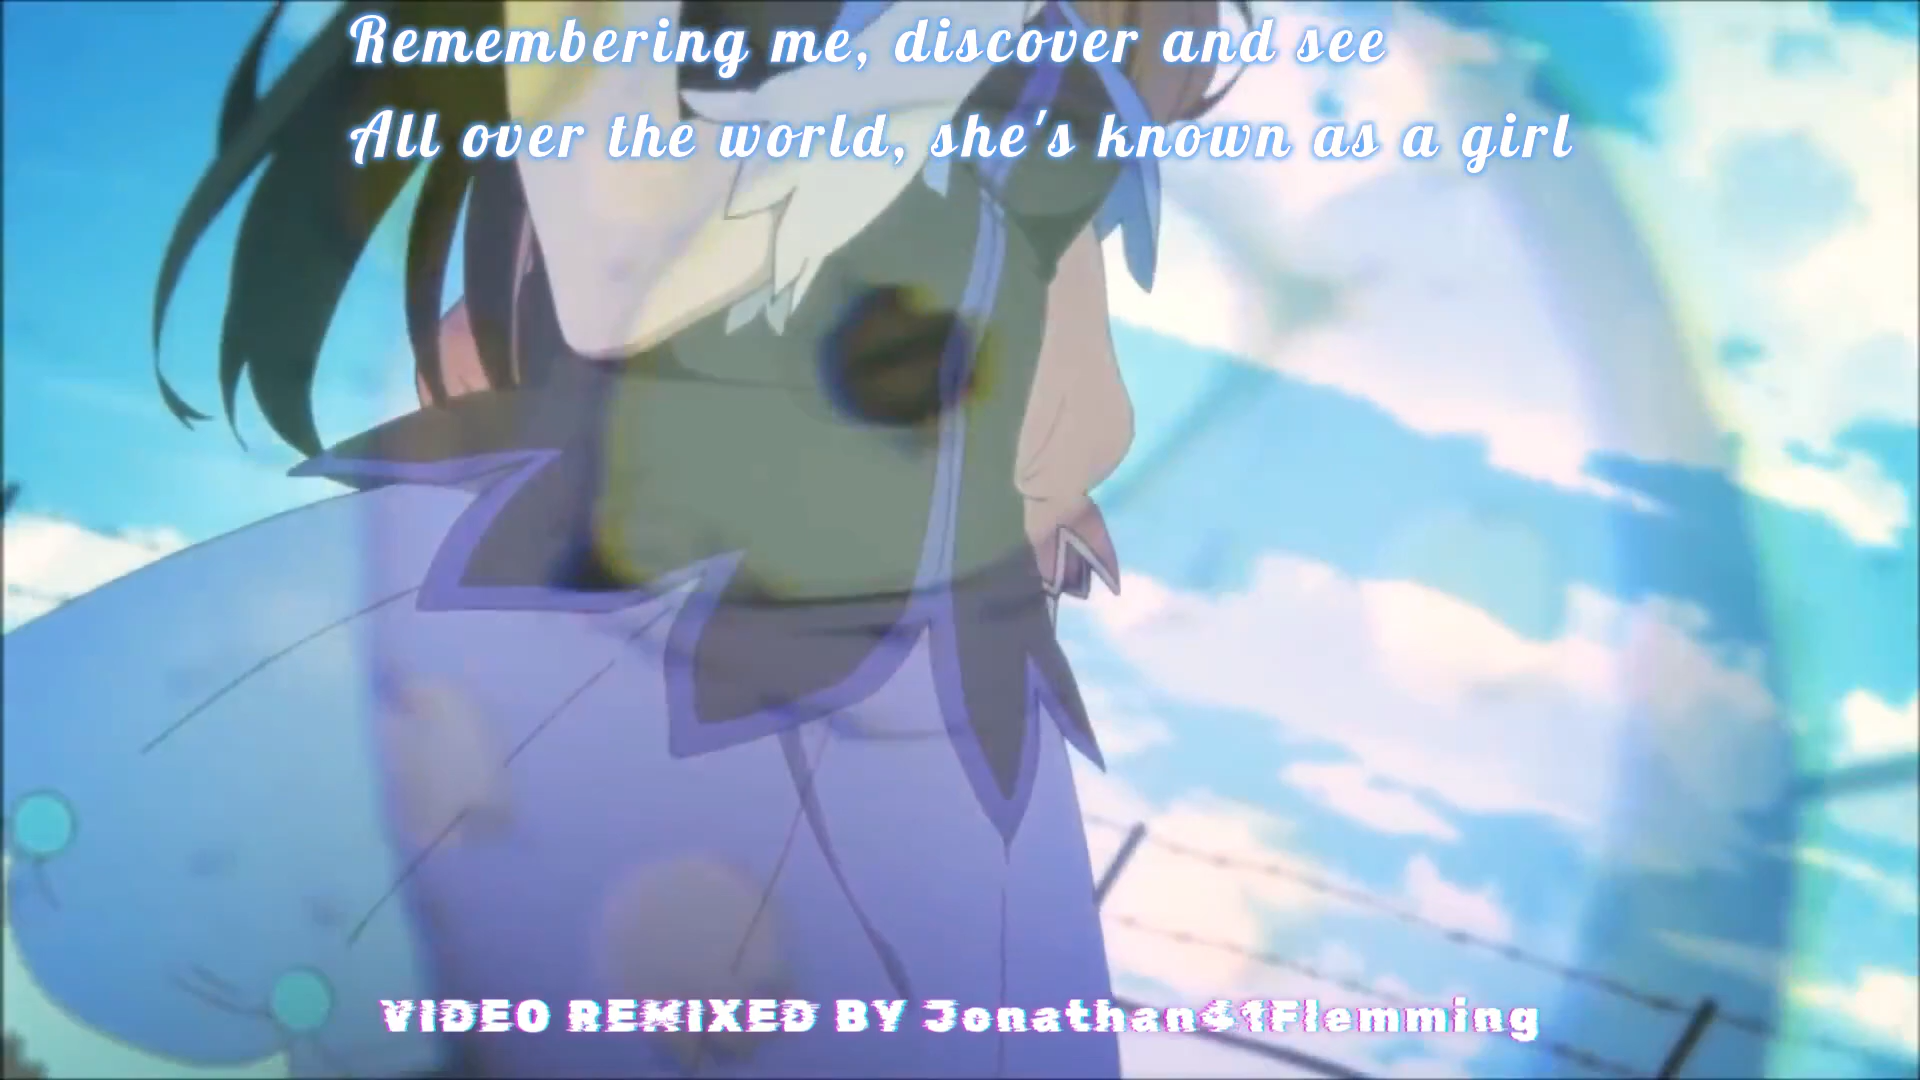 Remembering me, discover and see
All over the world, she's known as a girl
VIDEO REMIXED BY Jonathan41Flemming